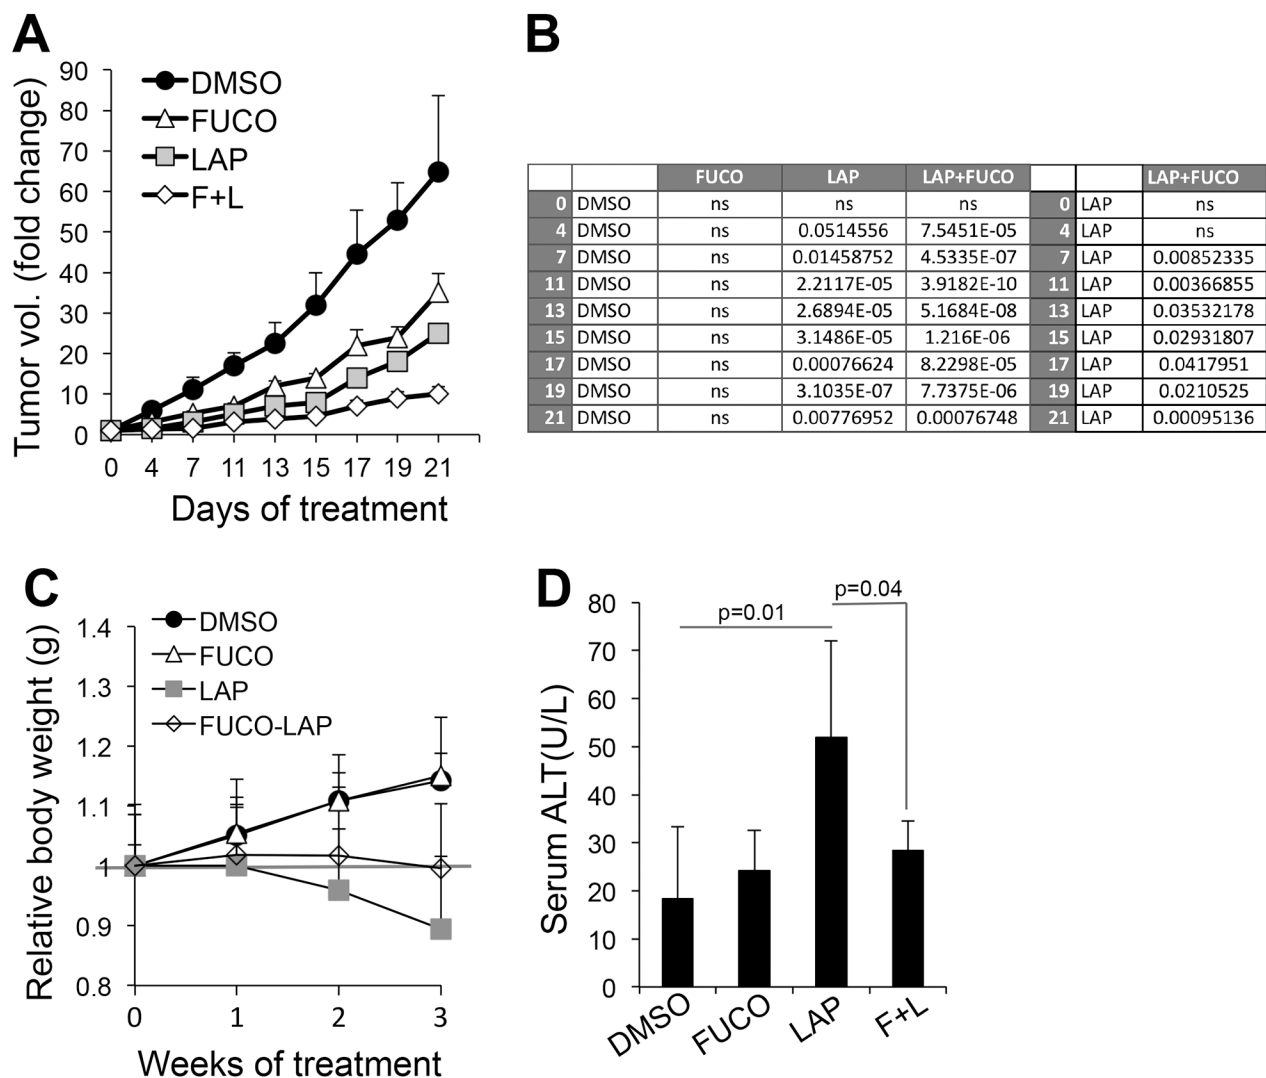 A
Tumor vol. (fold change)
90
80
70
60
50
40
30
20
10
0
DMSO
FUCO
LAP
F+L
0 4 7 11 13 15 17 19 21
Days of treatment
B
FUCO LAP LAP+FUCO LAP+FUCO
0 DMSO ns ns ns 0 LAP ns
4 DMSO ns 0.0514556 7.5451E-05 4 LAP ns
7 DMSO ns 0.01458752 4.5335E-07 7 LAP 0.00852335
11 DMSO ns 2.2117E-05 3.9182E-10 11 LAP 0.00366855
13 DMSO ns 2.6894E-05 5.1684E-08 13 LAP 0.03532178
15 DMSO ns 3.1486E-05 1.216E-06 15 LAP 0.02931807
17 DMSO ns 0.00076624 8.2298E-05 17 LAP 0.0417951
19 DMSO ns 3.1035E-07 7.7375E-06 19 LAP 0.0210525
21 DMSO ns 0.00776952 0.00076748 21 LAP 0.00095136
C
Relative body weight (g)
1.4
1.3
1.2
1.1
1
0.9
0.8
DMSO
FUCO
LAP
FUCO-LAP
0 1 2 3
Weeks of treatment
D
Serum ALT(U/L)
80
70
60
50
40
30
20
10
0
p=0.01
p=0.04
DMSO FUCO LAP F+L